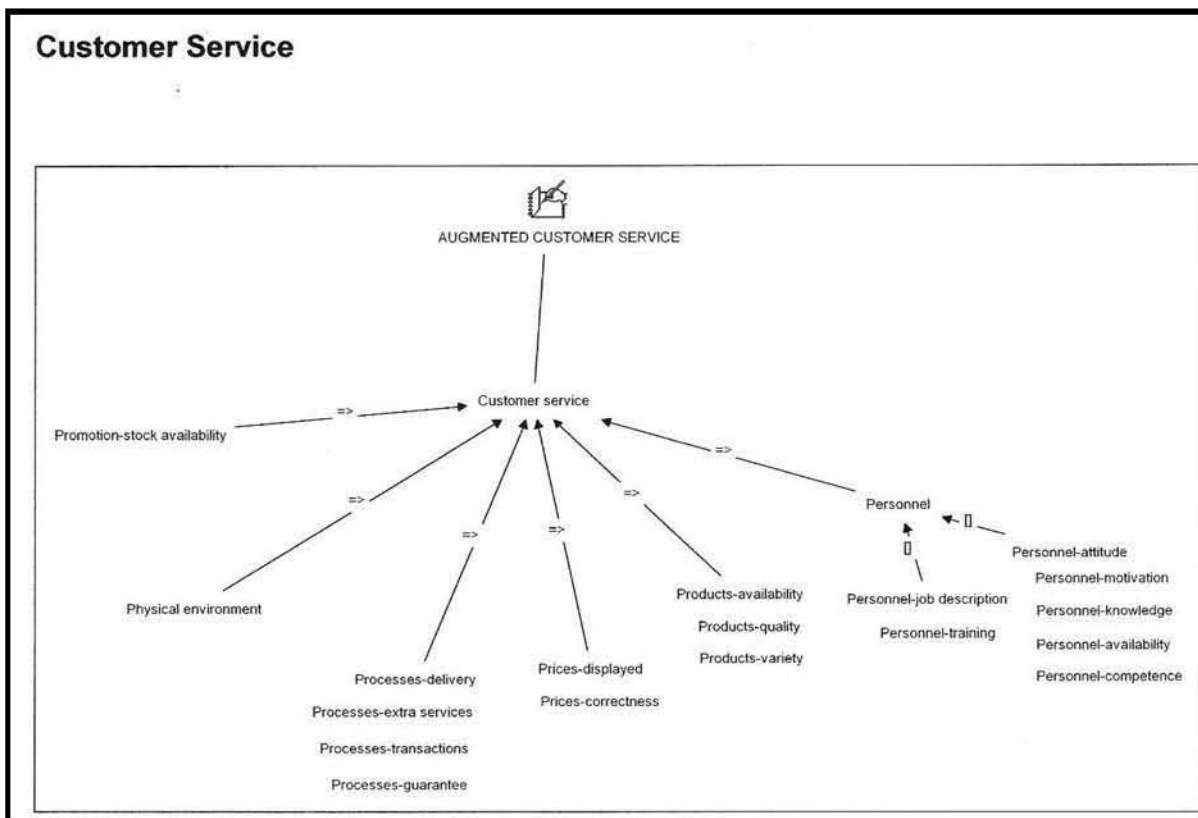 Customer Service
AUGMENTED CUSTOMER SERVICE
Customer service
=>
Promotion-stock availability
=>
Physical environment
=>
Processes-delivery
Processes-extra services
Processes-transactions
Processes-guarantee
=>
Prices-displayed
Prices-correctness
=>
Products-availability
Products-quality
Products-variety
=>
Personnel
[]
Personnel-job description
Personnel-training
[]
Personnel-attitude
Personnel-motivation
Personnel-knowledge
Personnel-availability
Personnel-competence